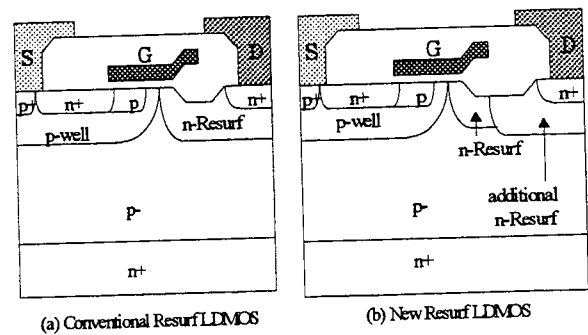 S G D
p+ n+ p n+
p-well n-Resurf
p-
n+
(a) Conventional Resurf LDMOS
S G D
p+ n+ p n+
p-well
n-Resurf
additional
n-Resurf
p-
n+
(b) New Resurf LDMOS